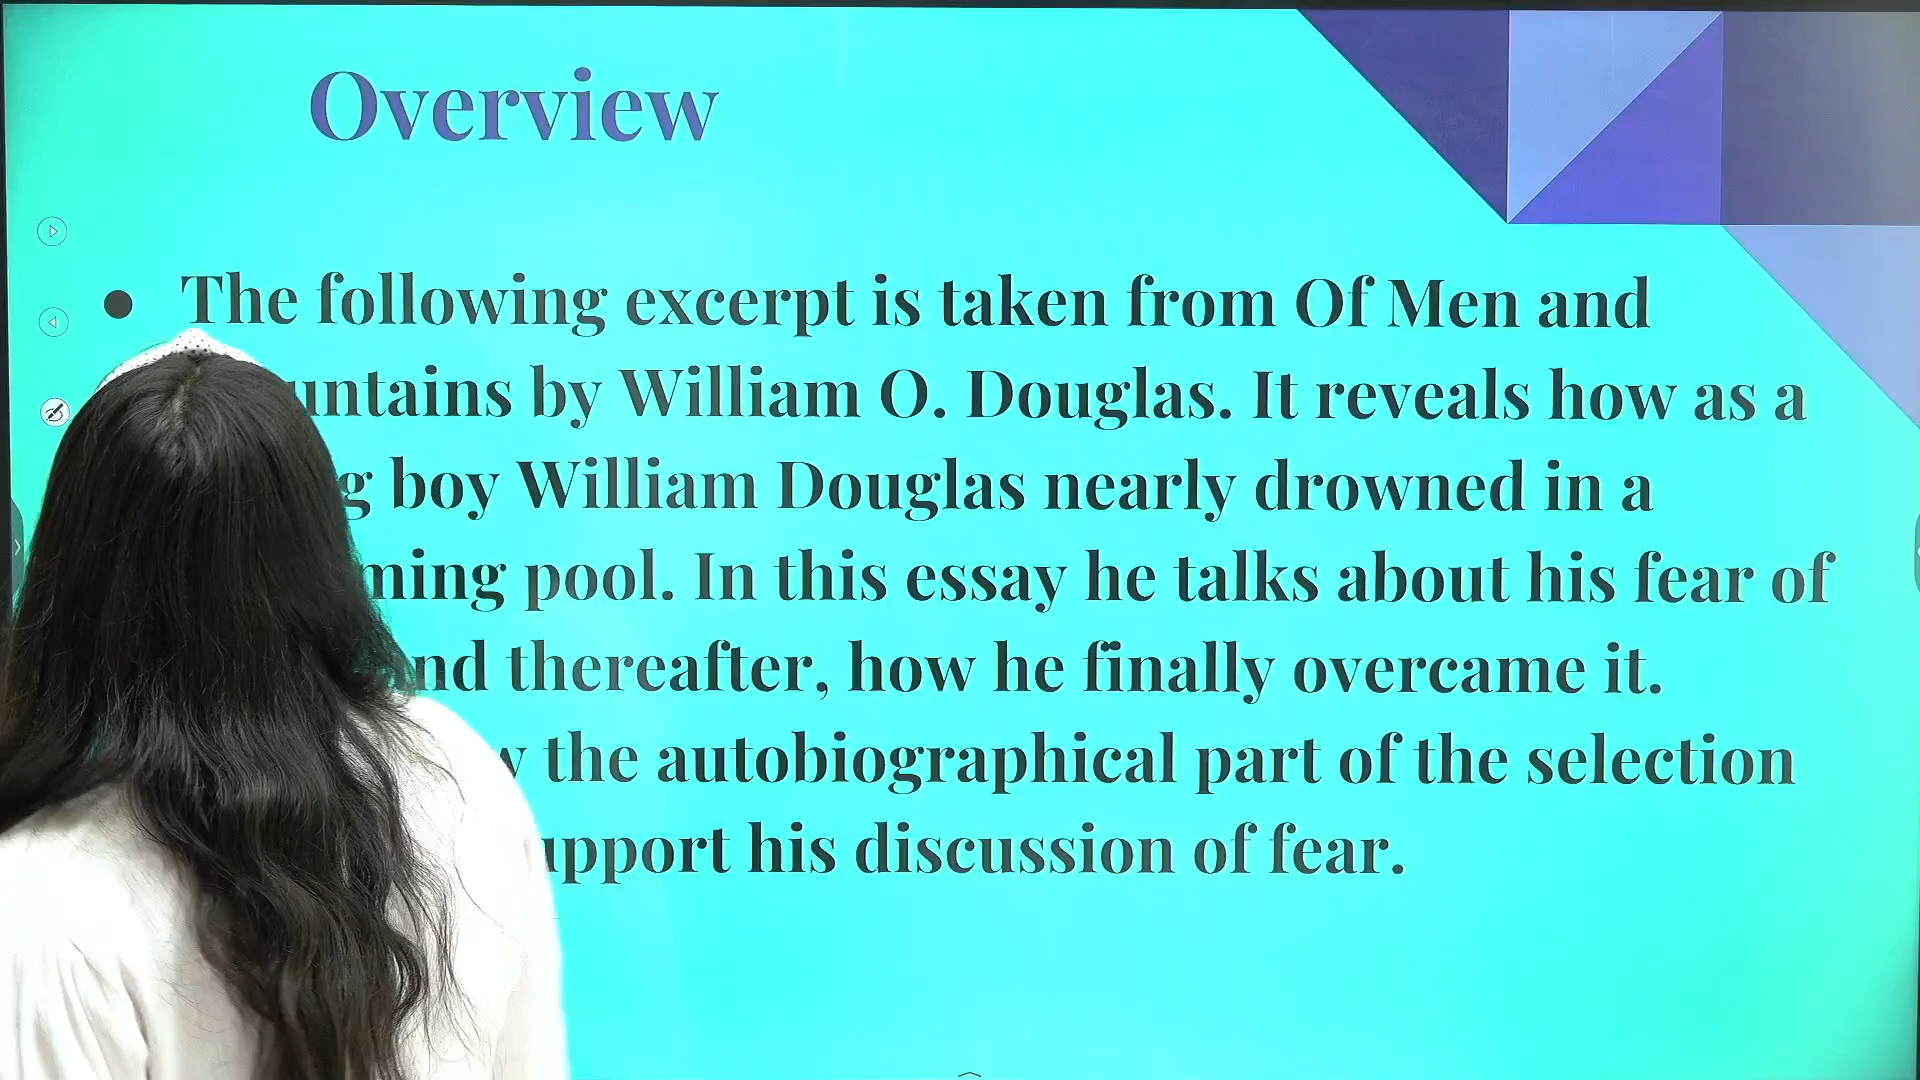 Overview
● The following excerpt is taken from Of Men and
untains by William O. Douglas. It reveals how as a
g boy William Douglas nearly drowned in a
ming pool. In this essay he talks about his fear of
nd thereafter, how he finally overcame it.
the autobiographical part of the selection
upport his discussion of fear.